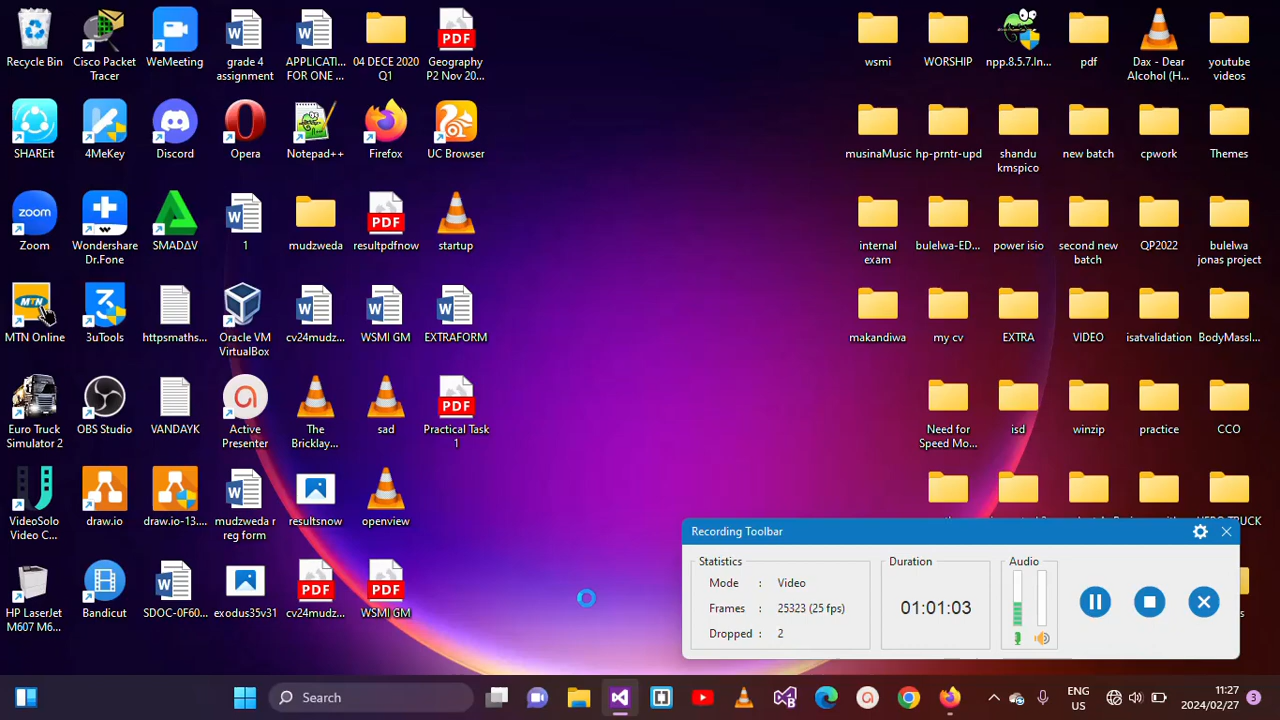 Recycle Bin
Cisco Packet
Tracer
WeMeeting
grade 4
assignment
APPLICATI...
FOR ONE ...
04 DECE 2020
Q1
Geography
P2 Nov 20...
wsmi
WORSHIP
npp.8.5.7.In...
pdf
Dax - Dear
Alcohol (H...
youtube
videos
SHAREit
4MeKey
Discord
Opera
Notepad++
Firefox
UC Browser
musinaMusic
hp-prntr-upd
shandu
kmspico
new batch
cpwork
Themes
Zoom
Wondershare
Dr.Fone
SMADΔV
1
mudzweda
resultpdfnow
startup
internal
exam
bulelwa-ED...
power isio
second new
batch
QP2022
bulelwa
jonas project
MTN Online
3uTools
httpsmaths...
Oracle VM
VirtualBox
cv24mudz...
WSMI GM
EXTRAFORM
makandiwa
my cv
EXTRA
VIDEO
isatvalidation
BodyMassI...
Euro Truck
Simulator 2
OBS Studio
VANDAYK
Active
Presenter
The
Bricklay...
sad
Practical Task
1
Need for
Speed Mo...
isd
winzip
practice
CCO
VideoSolo
Video C...
draw.io
draw.io-13....
mudzweda r
reg form
resultsnow
openview
HP LaserJet
M607 M6...
Bandicut
SDOC-0F60...
exodus35v31
cv24mudz...
WSMI GM
Recording Toolbar
Statistics
Mode : Video
Frames : 25323 (25 fps)
Dropped : 2
Duration
01:01:03
Audio
Search
ENG
US
11:27
2024/02/27
3